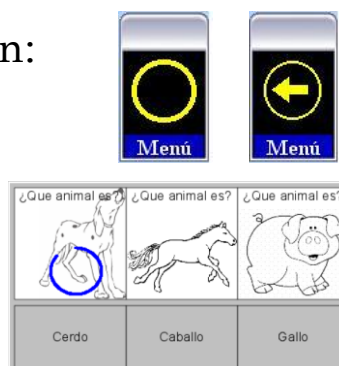 n:
Menú Menú
¿Que animal es? ¿Que animal es? ¿Que animal es?
Cerdo Caballo Gallo